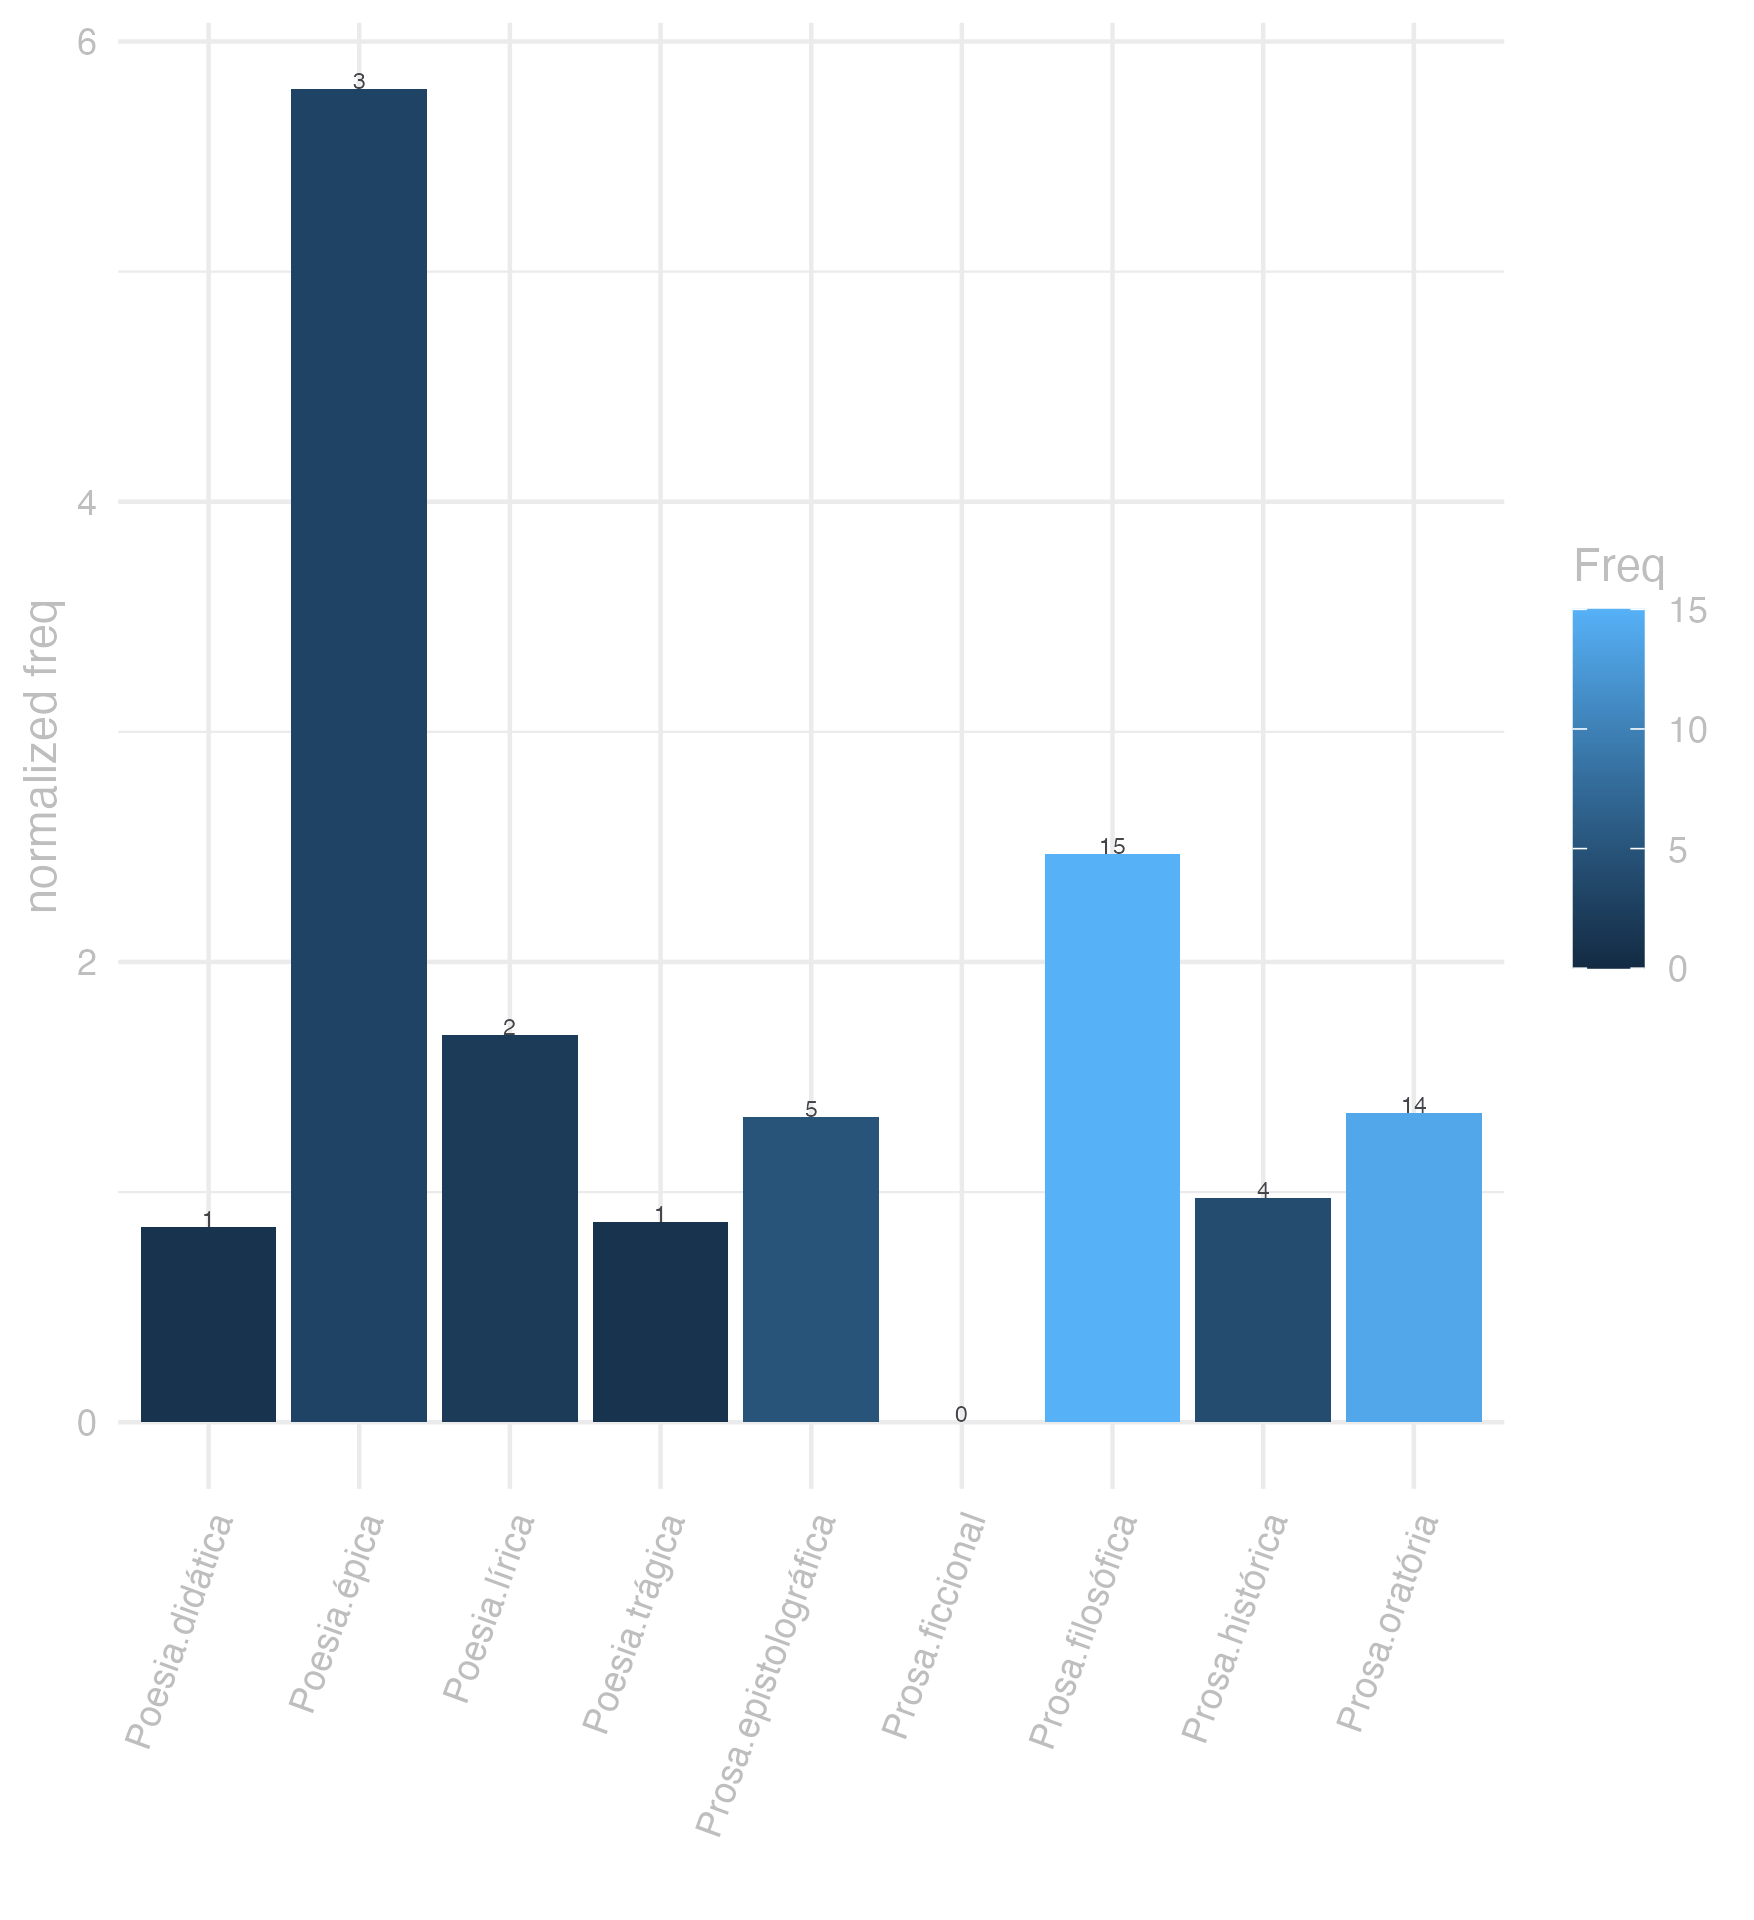 6
4
2
0
normalized freq
3
15
2
5
14
4
1
1
0
Freq
15
10
5
0
Poesia.didática
Poesia.épica
Poesia.lírica
Poesia.trágica
Prosa.epistolográfica
Prosa.ficcional
Prosa.filosófica
Prosa.histórica
Prosa.oratória